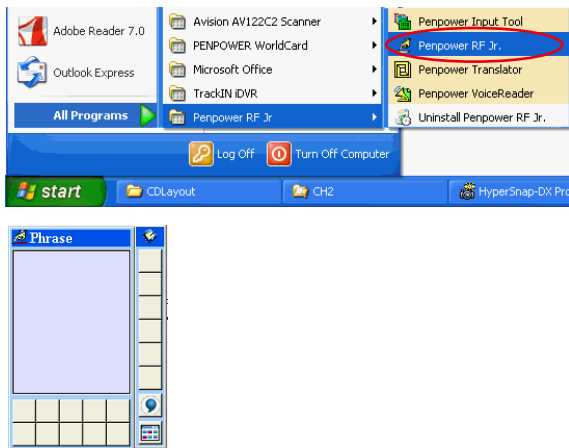 Adobe Reader 7.0
Outlook Express
All Programs
Avision AV122C2 Scanner
PENPOWER WorldCard
Microsoft Office
TrackIN iDVR
Penpower RF Jr
Penpower Input Tool
Penpower RF Jr.
Penpower Translator
Penpower VoiceReader
Uninstall Penpower RF Jr.
Log Off
Turn Off Computer
start
CDLayout
CH2
HyperSnap-DX Pro
Phrase